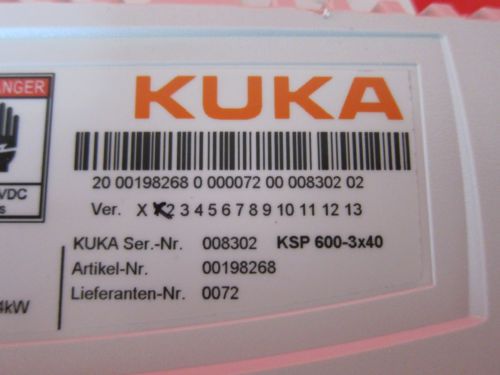 ANGER
KUKA
20 00198268 0 000072 00 008302 02
Ver. X 2 3 4 5 6 7 8 9 10 11 12 13
VDC
s
KUKA Ser.-Nr. 008302 KSP 600-3x40
Artikel-Nr. 00198268
Lieferanten-Nr. 0072
4kW